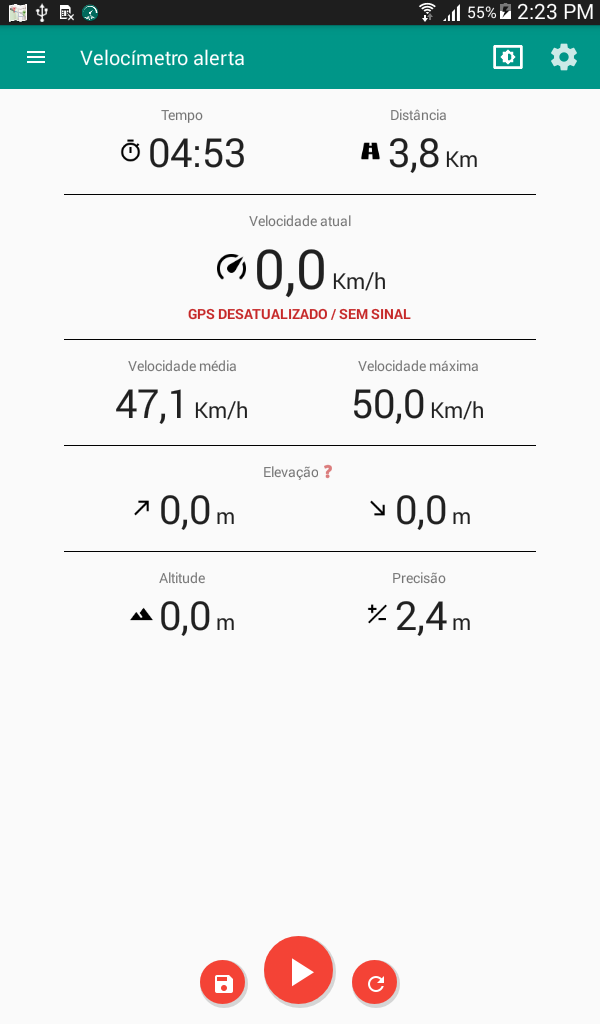 55% 2:23 PM
Velocímetro alerta
Tempo Distância
04:53 3,8 Km
Velocidade atual
0,0 Km/h
GPS DESATUALIZADO / SEM SINAL
Velocidade média Velocidade máxima
47,1 Km/h 50,0 Km/h
Elevação ?
0,0 m 0,0 m
Altitude Precisão
0,0 m 2,4 m